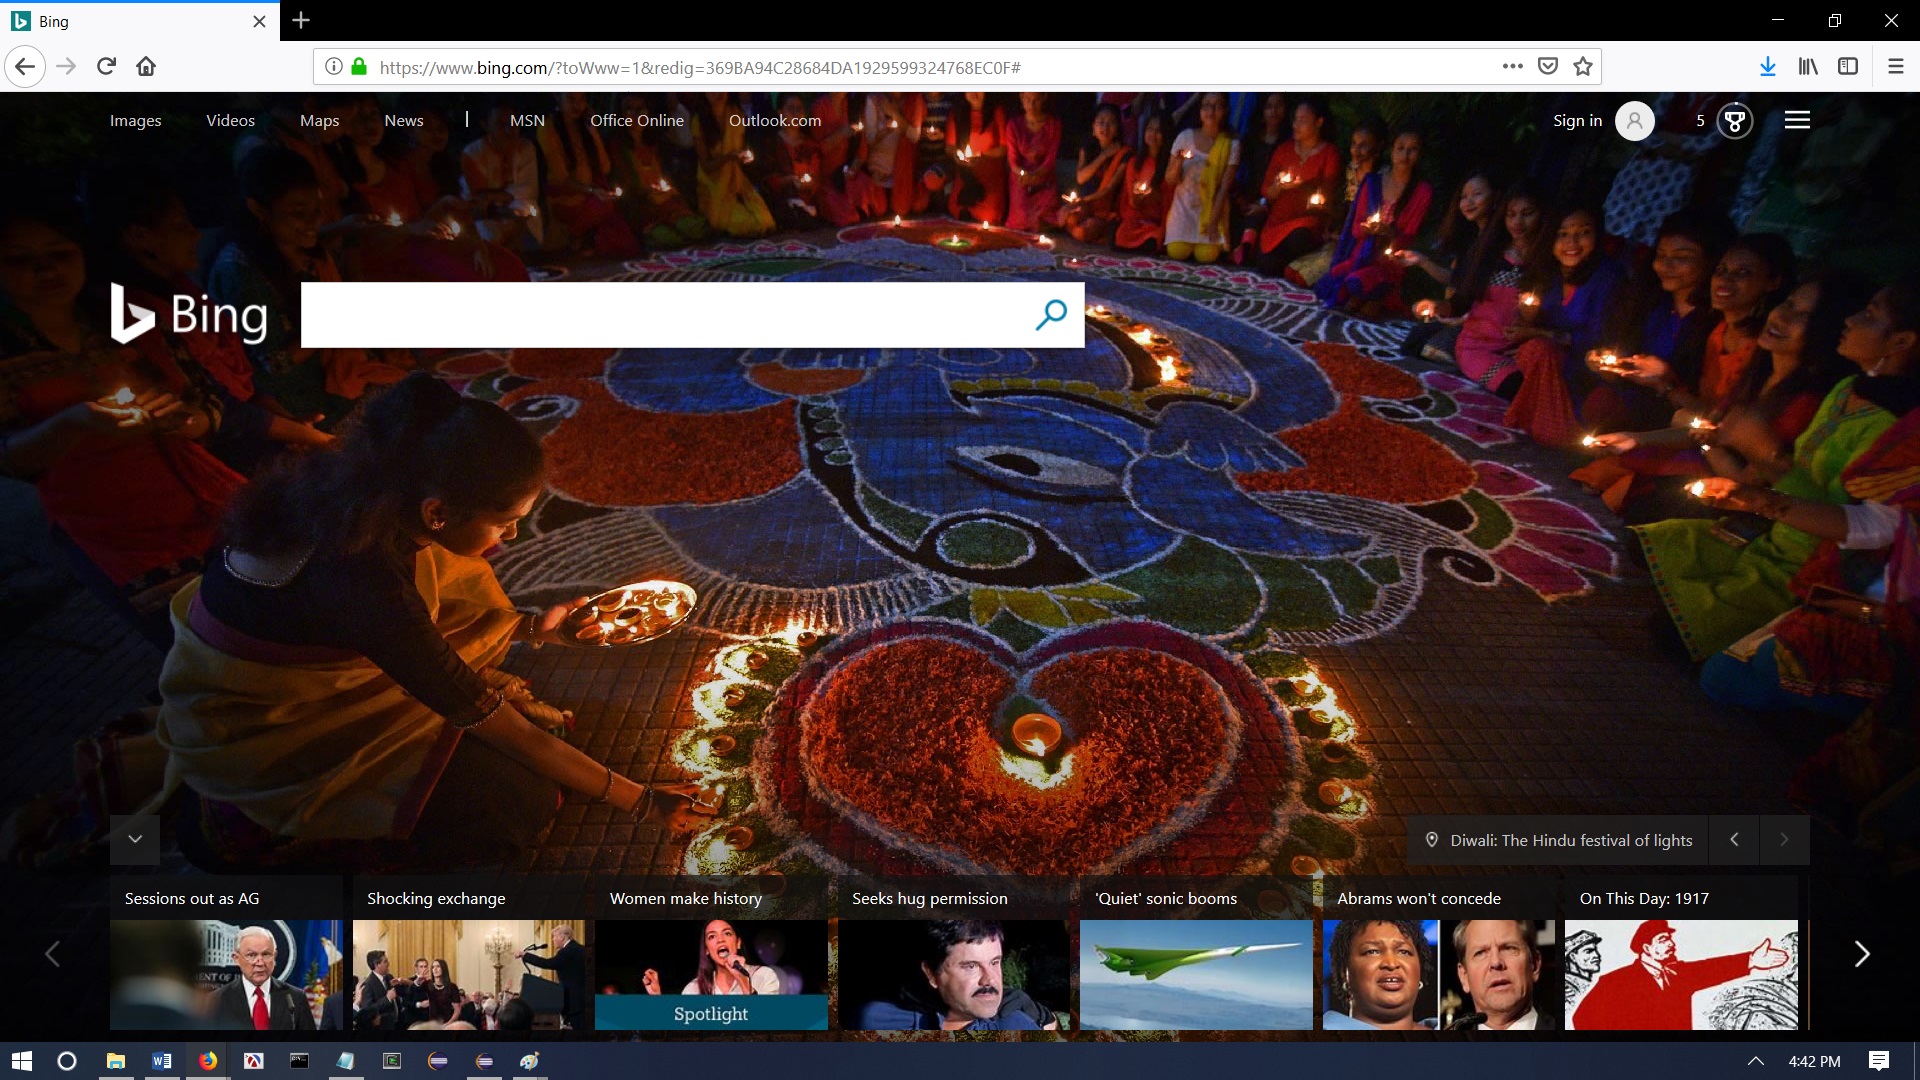 Bing
https://www.bing.com/?toWww=1&redig=369BA94C28684DA1929599324768EC0F#
Images Videos Maps News | MSN Office Online Outlook.com Sign in 5
Bing
Diwali: The Hindu festival of lights
Sessions out as AG
Shocking exchange
Women make history
Seeks hug permission
'Quiet' sonic booms
Abrams won't concede
On This Day: 1917
Spotlight
4:42 PM